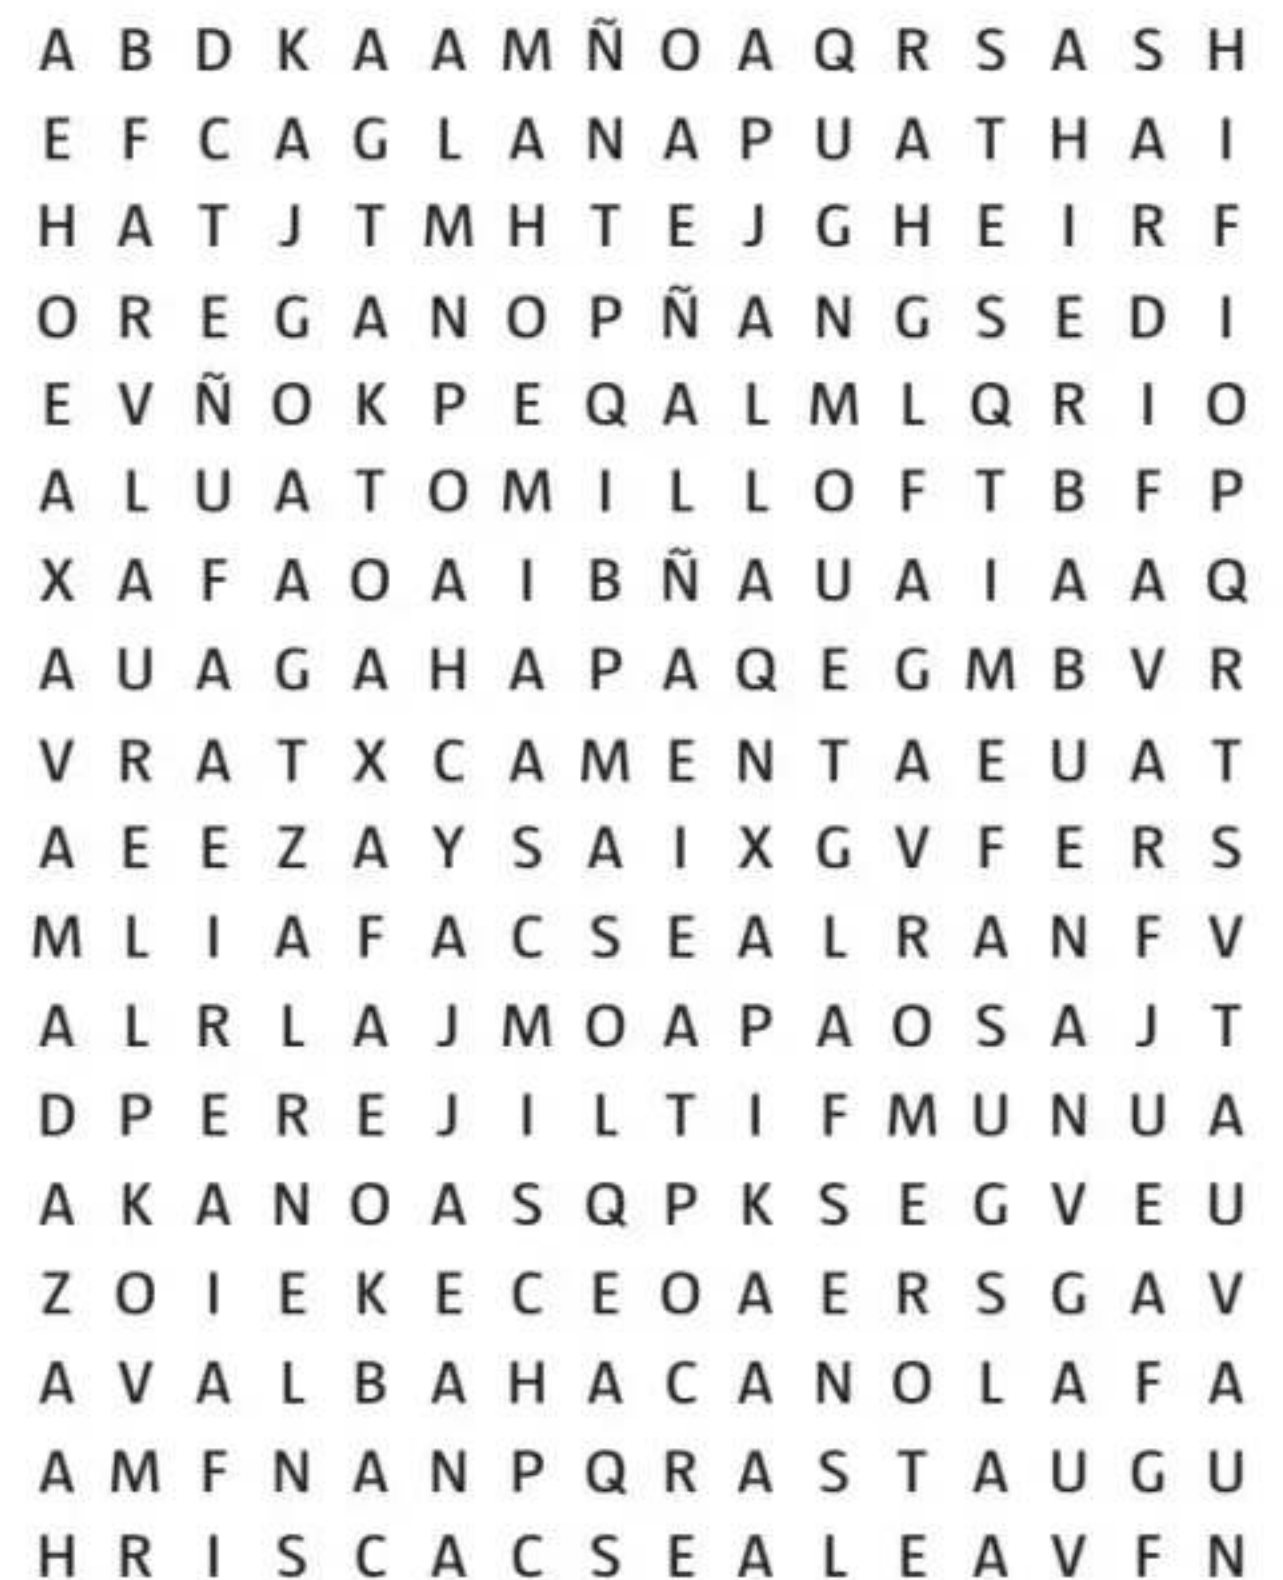 A B D K A A M Ñ O A Q R S A S H
E F C A G L A N A P U A T H A I
H A T J T M H T E J G H E I R F
O R E G A N O P Ñ A N G S E D I
E V Ñ O K P E Q A L M L Q R I O
A L U A T O M I L L O F T B F P
X A F A O A I B Ñ A U A I A A Q
A U A G A H A P A Q E G M B V R
V R A T X C A M E N T A E U A T
A E E Z A Y S A I X G V F E R S
M L I A F A C S E A L R A N F V
A L R L A J M O A P A O S A J T
D P E R E J I L T I F M U N U A
A K A N O A S Q P K S E G V E U
Z O I E K E C E O A E R S G A V
A V A L B A H A C A N O L A F A
A M F N A N P Q R A S T A U G U
H R I S C A C S E A L E A V F N